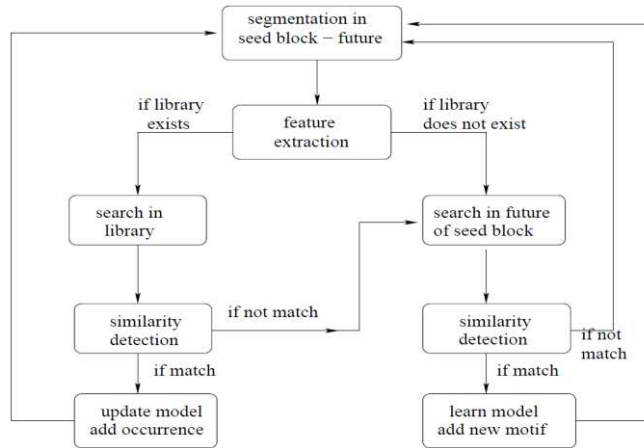 segmentation in
seed block − future
if library
exists
feature
extraction
if library
does not exist
search in
library
search in future
of seed block
similarity
detection
if not match
similarity
detection
if not
match
if match
if match
update model
add occurrence
learn model
add new motif